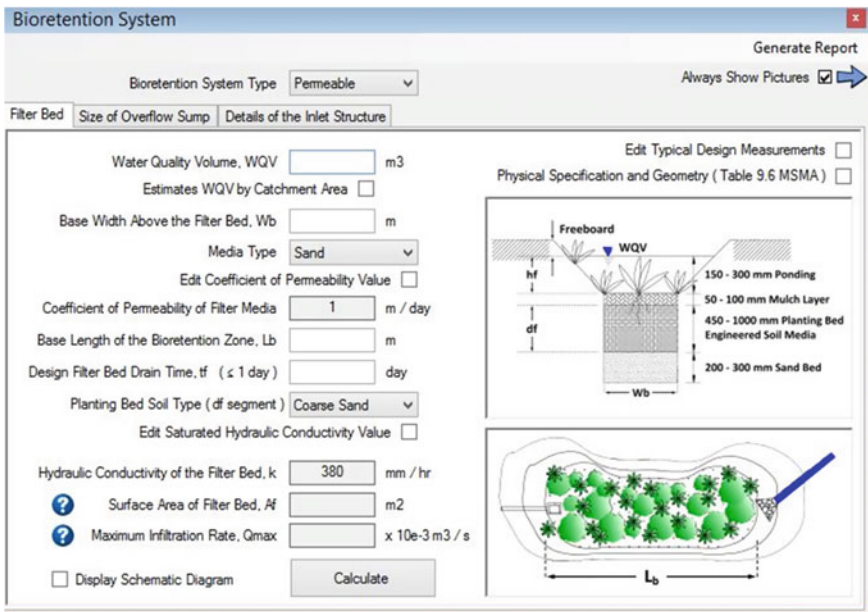 Bioretention System
x
Generate Report
Bioretention System Type Permeable
Always Show Pictures
Filter Bed Size of Overflow Sump Details of the Inlet Structure
Water Quality Volume, WQV m3
Estimates WQV by Catchment Area
Base Width Above the Filter Bed, Wb m
Media Type Sand
Edit Coefficient of Permeability Value
Coefficient of Permeability of Filter Media 1 m / day
Base Length of the Bioretention Zone, Lb m
Design Filter Bed Drain Time, tf ( ≤ 1 day ) day
Planting Bed Soil Type ( df segment ) Coarse Sand
Edit Saturated Hydraulic Conductivity Value
Hydraulic Conductivity of the Filter Bed, k 380 mm / hr
? Surface Area of Filter Bed, Af m2
? Maximum Infiltration Rate, Qmax x 10e-3 m3 / s
Display Schematic Diagram Calculate
Edit Typical Design Measurements
Physical Specification and Geometry ( Table 9.6 MSMA )
Freeboard
WQV
hf
150 - 300 mm Ponding
50 - 100 mm Mulch Layer
df
450 - 1000 mm Planting Bed
Engineered Soil Media
200 - 300 mm Sand Bed
Wb
Lb